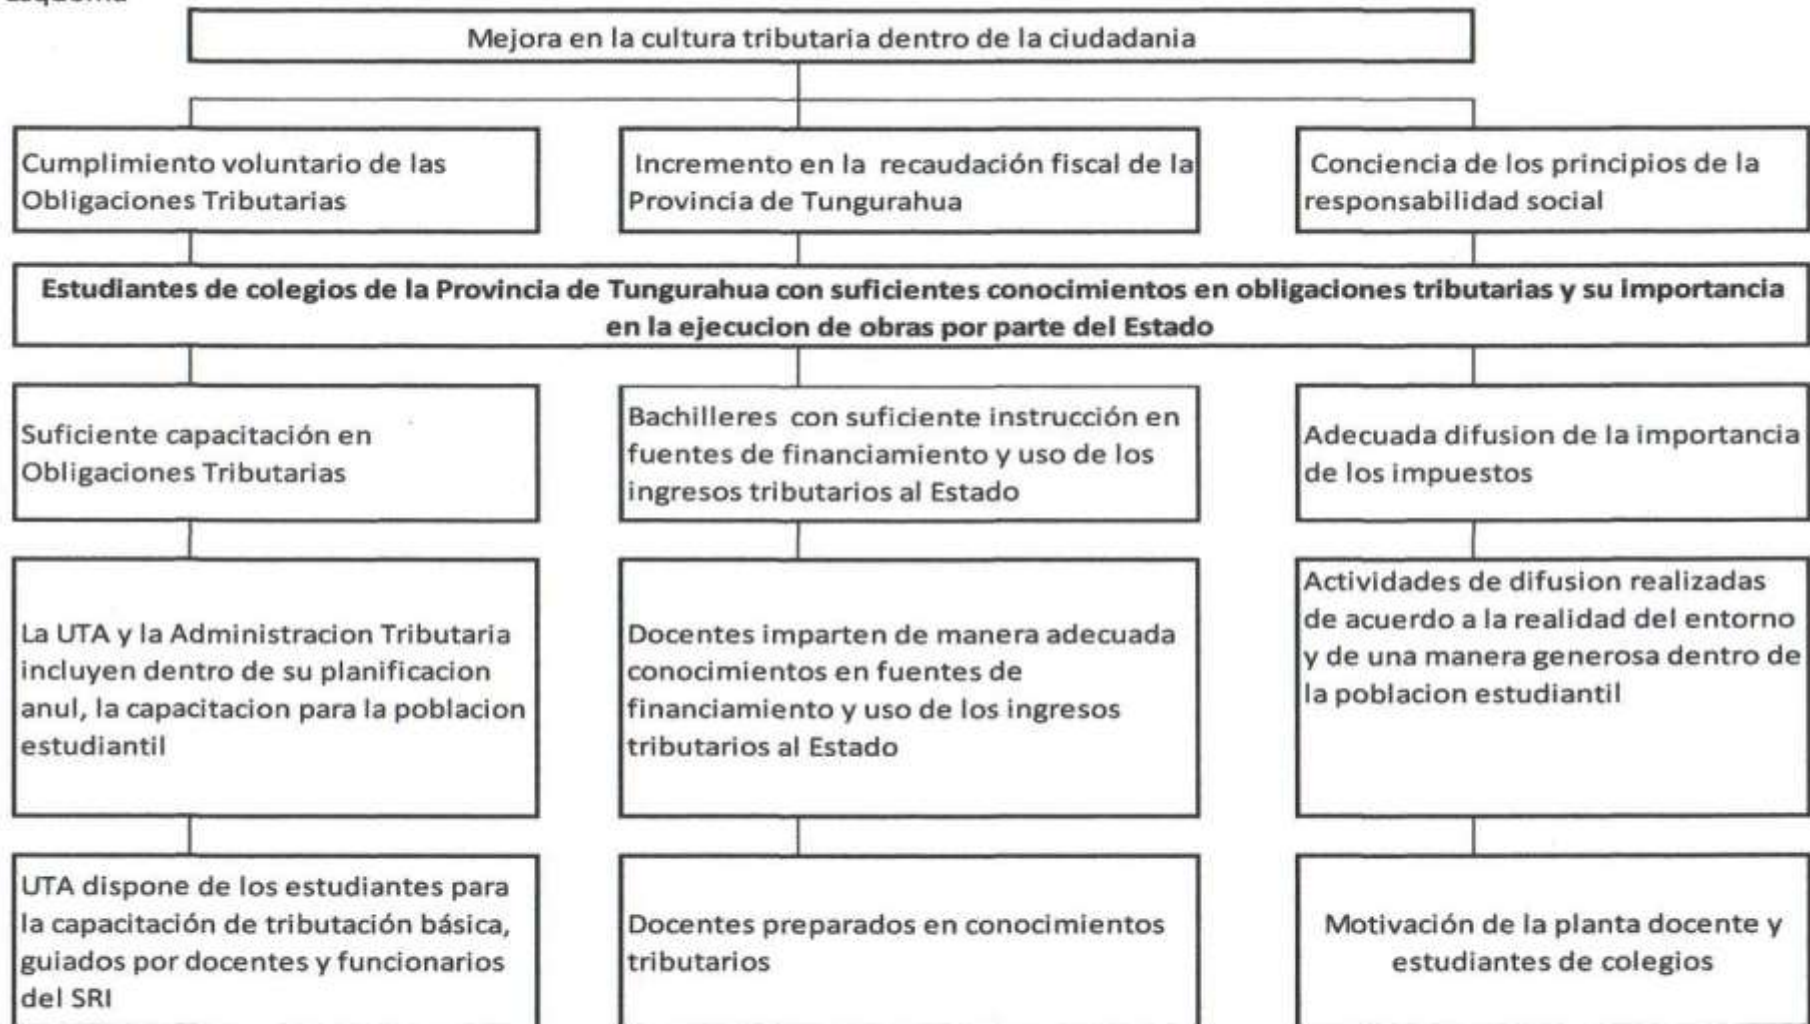 Mejora en la cultura tributaria dentro de la ciudadania
Cumplimiento voluntario de las
Obligaciones Tributarias
Incremento en la recaudación fiscal de la
Provincia de Tungurahua
Conciencia de los principios de la
responsabilidad social
Estudiantes de colegios de la Provincia de Tungurahua con suficientes conocimientos en obligaciones tributarias y su importancia
en la ejecucion de obras por parte del Estado
Suficiente capacitación en
Obligaciones Tributarias
Bachilleres con suficiente instrucción en
fuentes de financiamiento y uso de los
ingresos tributarios al Estado
Adecuada difusion de la importancia
de los impuestos
La UTA y la Administracion Tributaria
incluyen dentro de su planificacion
anul, la capacitacion para la poblacion
estudiantil
Docentes imparten de manera adecuada
conocimientos en fuentes de
financiamiento y uso de los ingresos
tributarios al Estado
Actividades de difusion realizadas
de acuerdo a la realidad del entorno
y de una manera generosa dentro de
la poblacion estudiantil
UTA dispone de los estudiantes para
la capacitación de tributación básica,
guiados por docentes y funcionarios
del SRI
Docentes preparados en conocimientos
tributarios
Motivación de la planta docente y
estudiantes de colegios